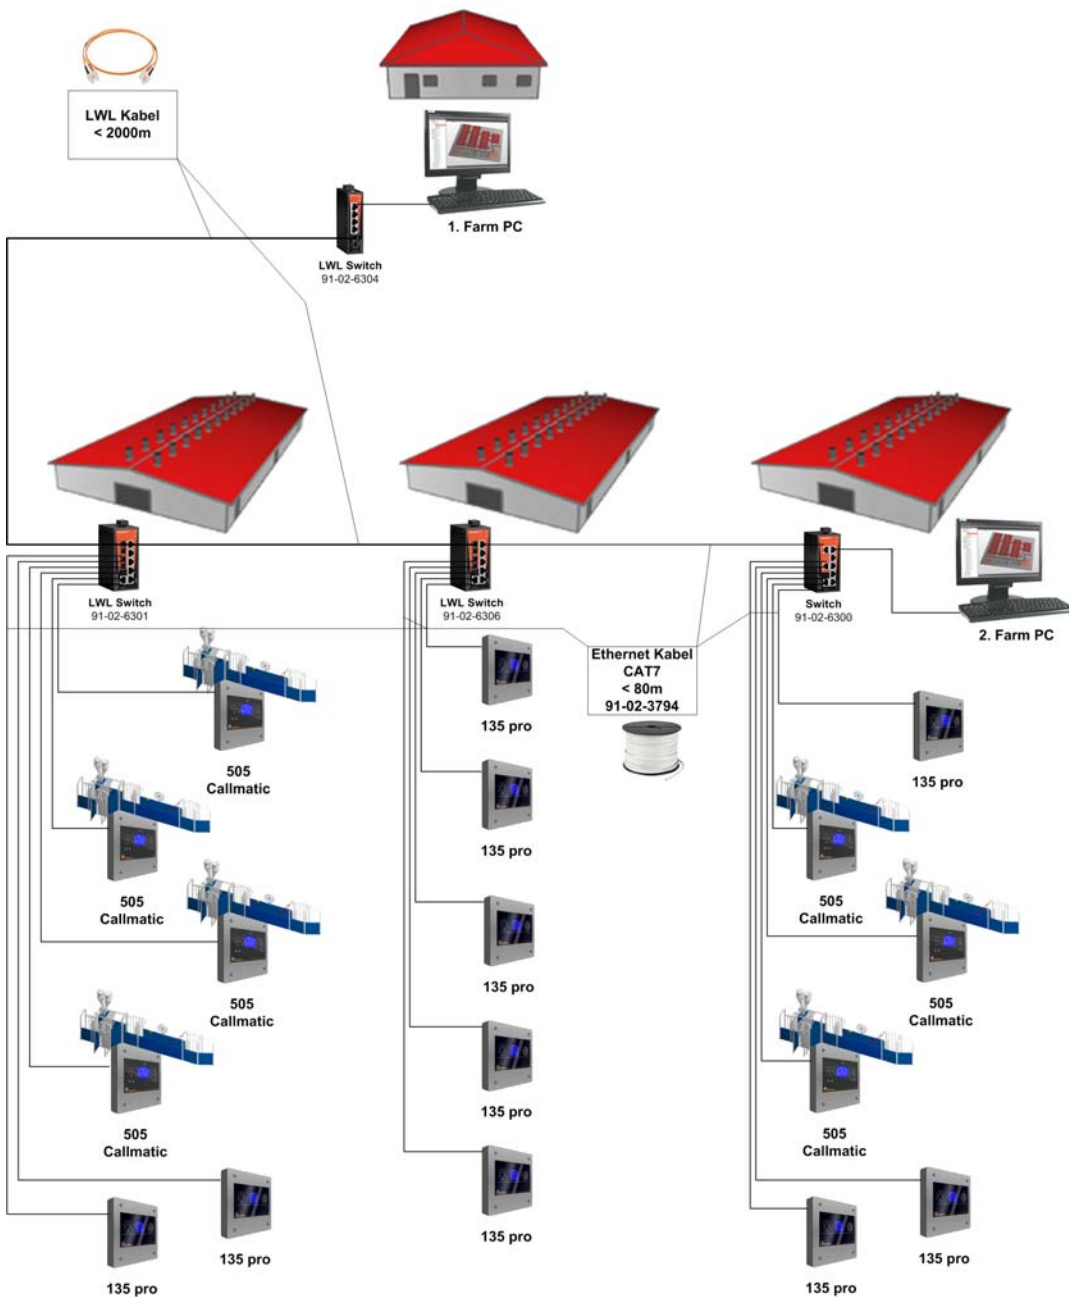 LWL Kabel
< 2000m
1. Farm PC
LWL Switch
91-02-6304
LWL Switch
91-02-6301
LWL Switch
91-02-6306
Switch
91-02-6300
2. Farm PC
Ethernet Kabel
CAT7
< 80m
91-02-3794
505
Callmatic
505
Callmatic
505
Callmatic
505
Callmatic
135 pro
135 pro
135 pro
135 pro
135 pro
135 pro
135 pro
135 pro
505
Callmatic
505
Callmatic
505
Callmatic
135 pro
135 pro